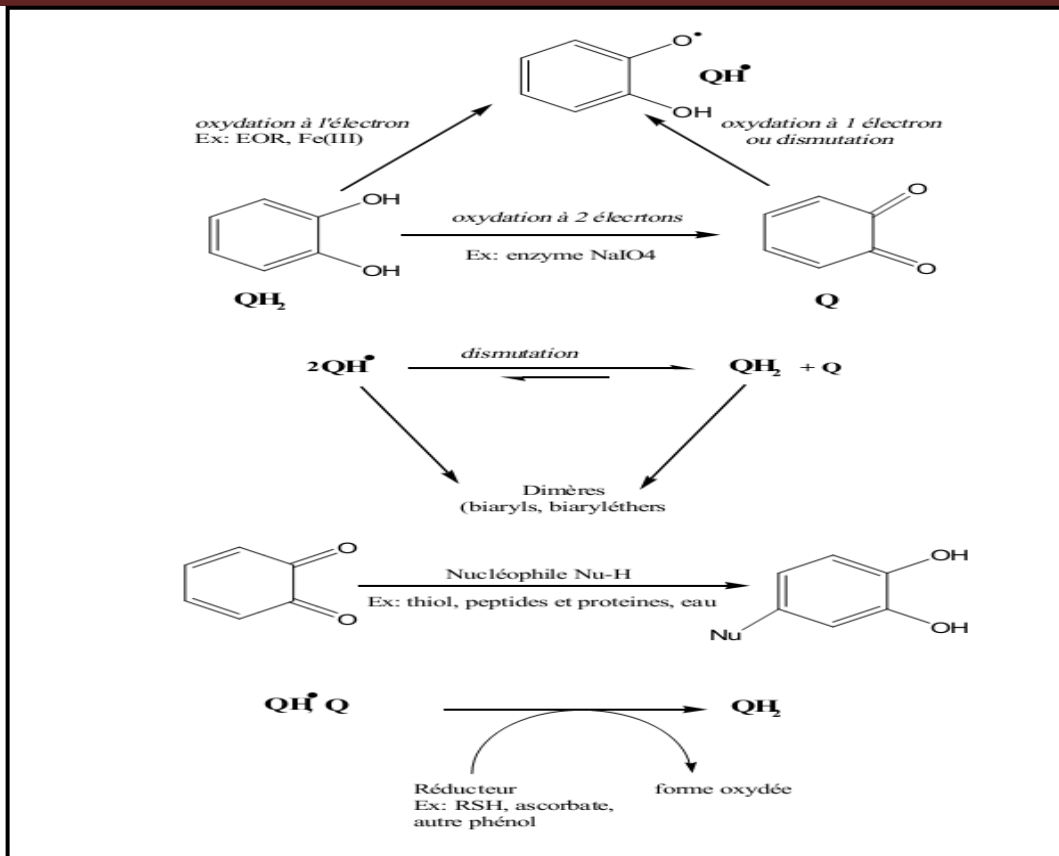 O•
QH•
OH
oxydation à l'électron
Ex: EOR, Fe(III)
oxydation à 1 électron
ou dismutation
OH
OH
QH2
oxydation à 2 élecrtons
Ex: enzyme NaIO4
O
O
Q
2QH•
dismutation
QH2 + Q
Dimères
(biaryls, biaryléthers
O
O
Nucléophile Nu-H
Ex: thiol, peptides et proteines, eau
OH
OH
Nu
QH•, Q
QH2
Réducteur
Ex: RSH, ascorbate,
autre phénol
forme oxydée